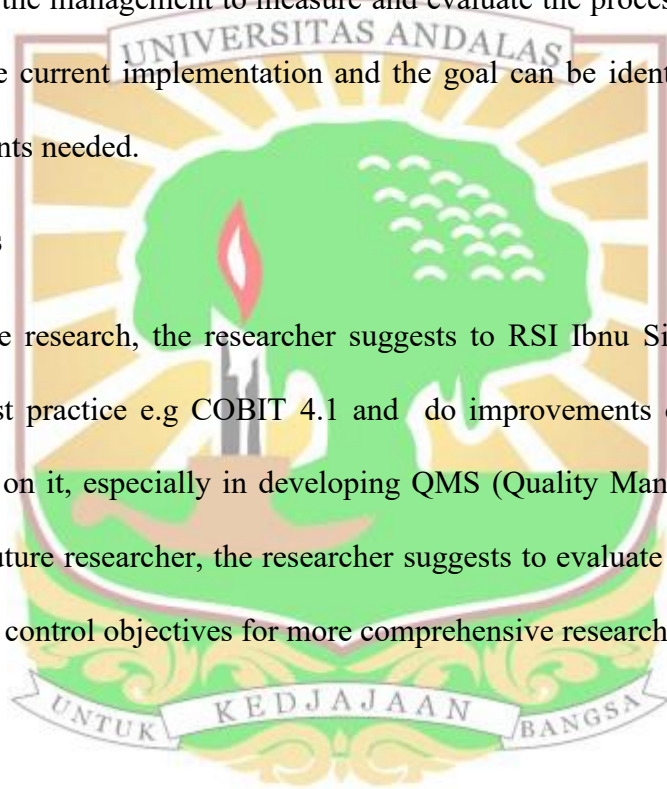 the management to measure and evaluate the proces
UNIVERSITAS ANDALAS
e current implementation and the goal can be ident
nts needed.
s
e research, the researcher suggests to RSI Ibnu Si
st practice e.g COBIT 4.1 and do improvements
on it, especially in developing QMS (Quality Man
uture researcher, the researcher suggests to evaluate
control objectives for more comprehensive research
UNTUK KEDJAJAAN BANGSA